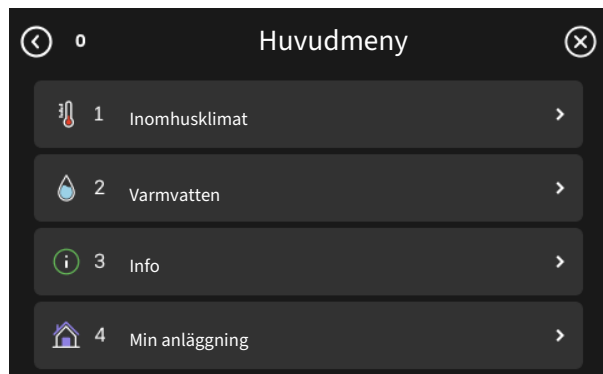 0 Huvudmeny
1 Inomhusklimat
2 Varmvatten
3 Info
4 Min anläggning